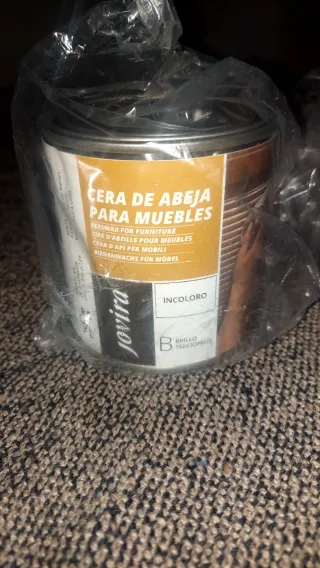 CERA DE ABEJA
PARA MUEBLES
BEESWAX FOR FURNITURE
CIRE D'ABEILLE POUR MEUBLES
CERA D'API PER MOBILI
BIENENWACHS FÜR MÖBEL
INCOLORO
jovira
B BRILLO
TERCIOPELO